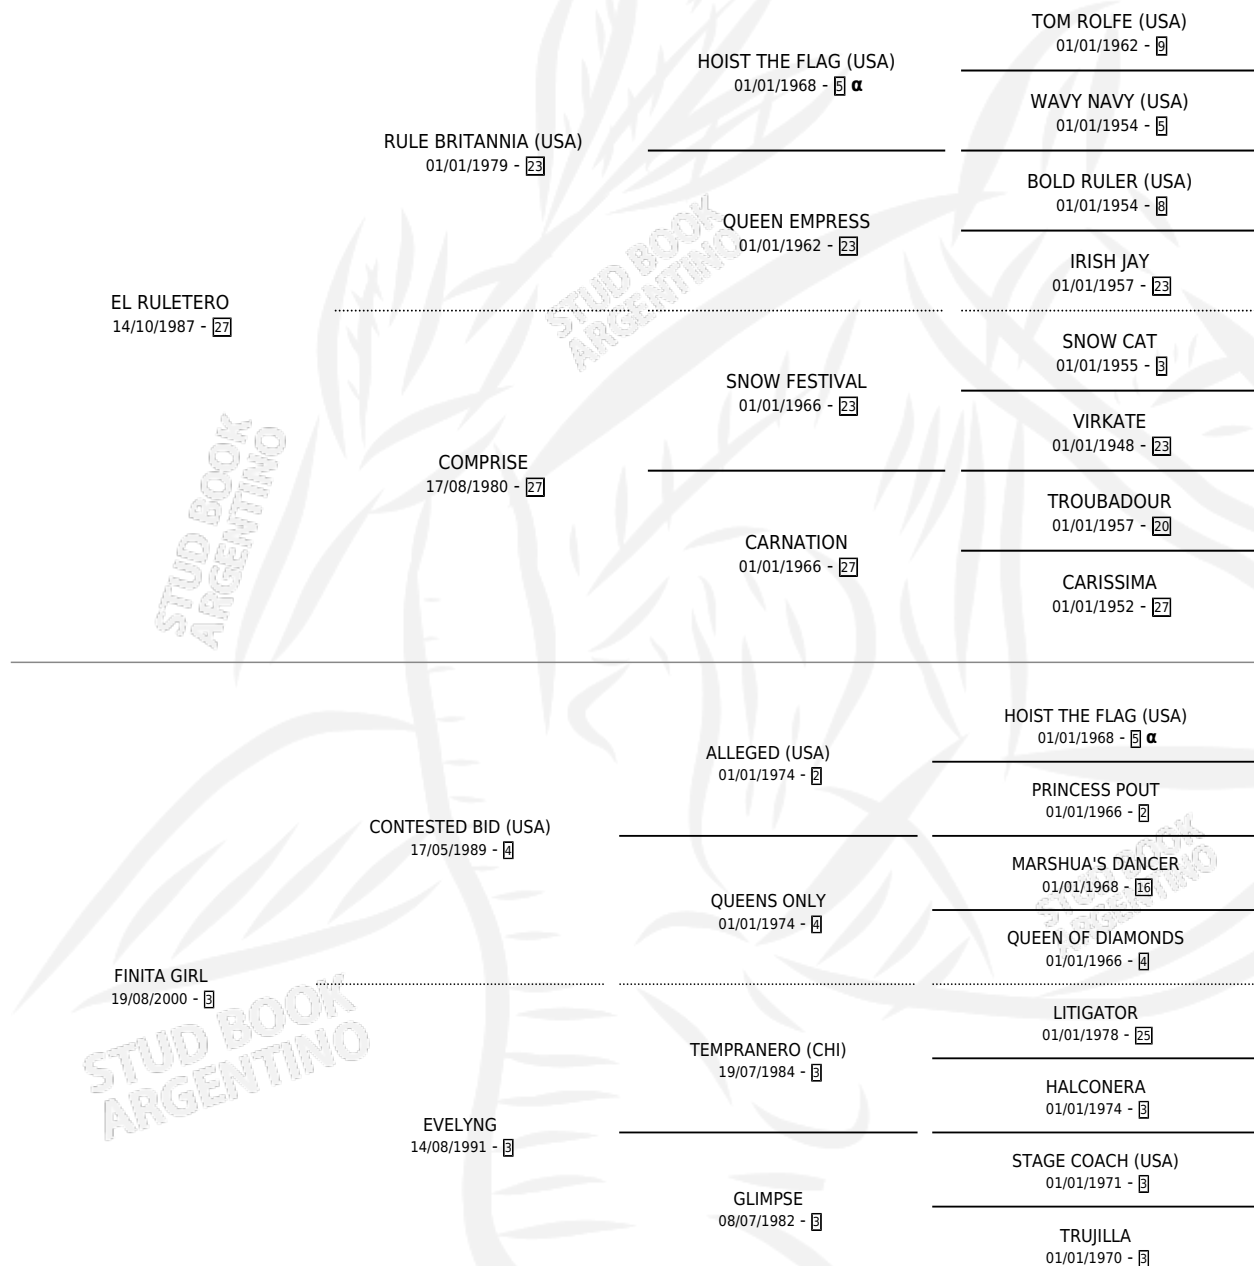 TOM ROLFE (USA)
01/01/1962 - 9
HOIST THE FLAG (USA)
01/01/1968 - 5 α
WAVY NAVY (USA)
01/01/1954 - 5
RULE BRITANNIA (USA)
01/01/1979 - 23
BOLD RULER (USA)
01/01/1954 - 8
QUEEN EMPRESS
01/01/1962 - 23
IRISH JAY
01/01/1957 - 23
EL RULETERO
14/10/1987 - 27
SNOW CAT
01/01/1955 - 3
SNOW FESTIVAL
01/01/1966 - 23
VIRKATE
01/01/1948 - 23
COMPRISE
17/08/1980 - 27
TROUBADOUR
01/01/1957 - 20
CARNATION
01/01/1966 - 27
CARISSIMA
01/01/1952 - 27
HOIST THE FLAG (USA)
01/01/1968 - 5 α
ALLEGED (USA)
01/01/1974 - 2
PRINCESS POUT
01/01/1966 - 2
CONTESTED BID (USA)
17/05/1989 - 4
MARSHUA'S DANCER
01/01/1968 - 16
QUEENS ONLY
01/01/1974 - 4
QUEEN OF DIAMONDS
01/01/1966 - 4
FINITA GIRL
19/08/2000 - 3
LITIGATOR
01/01/1978 - 25
TEMPRANERO (CHI)
19/07/1984 - 3
HALCONERA
01/01/1974 - 3
EVELYNG
14/08/1991 - 3
STAGE COACH (USA)
01/01/1971 - 3
GLIMPSE
08/07/1982 - 3
TRUJILLA
01/01/1970 - 3
STUD BOOK
ARGENTINO
STUD BOOK
ARGENTINO
STUD BOOK
ARGENTINO
STUD BOOK
ARGENTINO